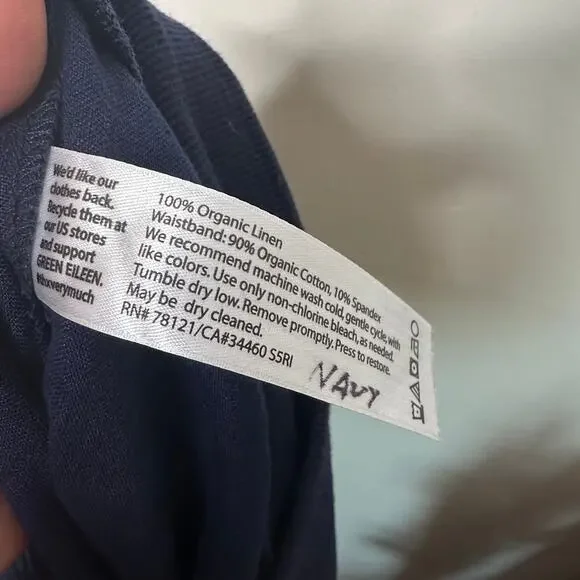 We'd like our
clothes back.
Recycle them at
our US stores
and support
GREEN EILEEN.
#thxverymuch
100% Organic Linen
Waistband: 90% Organic Cotton, 10% Spandex
We recommend machine wash cold, gentle cycle, with
like colors. Use only non-chlorine bleach, as needed.
Tumble dry low. Remove promptly. Press to restore.
May be dry cleaned.
RN# 78121/CA#34460 S5RI
NAVY